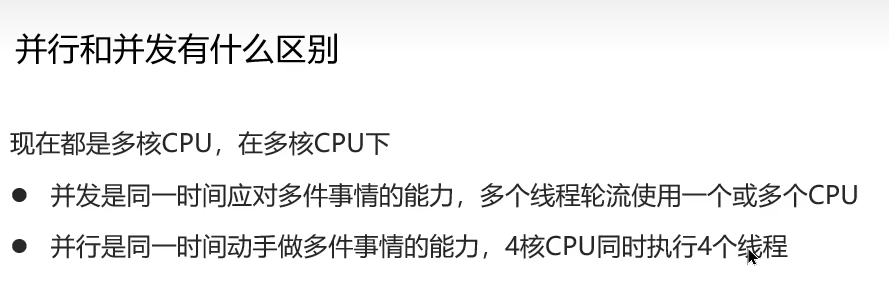 并行和并发有什么区别
现在都是多核CPU，在多核CPU下
● 并发是同一时间应对多件事情的能力，多个线程轮流使用一个或多个CPU
● 并行是同一时间动手做多件事情的能力，4核CPU同时执行4个线程